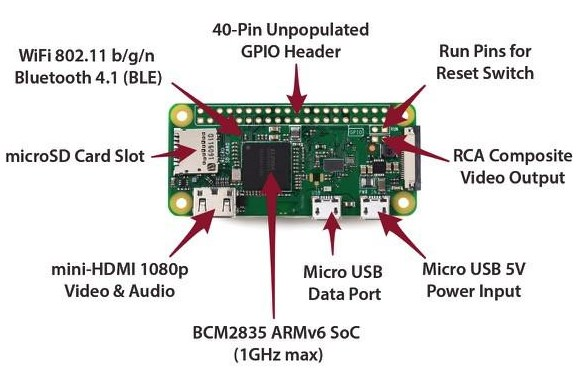 40-Pin Unpopulated
GPIO Header
WiFi 802.11 b/g/n
Bluetooth 4.1 (BLE)
Run Pins for
Reset Switch
microSD Card Slot
RCA Composite
Video Output
GPIO
mini-HDMI 1080p
Video & Audio
Micro USB
Data Port
Micro USB 5V
Power Input
BCM2835 ARMv6 SoC
(1GHz max)